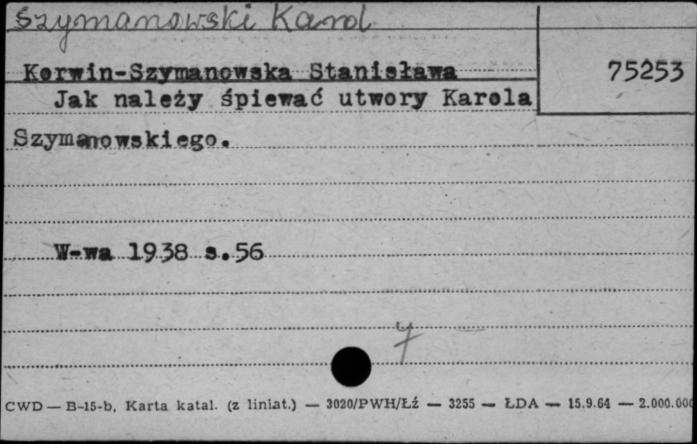 Szymanowski Karol
Korwin-Szymanowska Stanisława
75253
Jak należy śpiewać utwory Karola
Szymanowskiego.
W-wa 1938 s.56
7
CWD — B-15-b, Karta katal. (z liniat.) — 3020/PWH/Łź — 3255 — ŁDA — 15.9.64 — 2.000.000